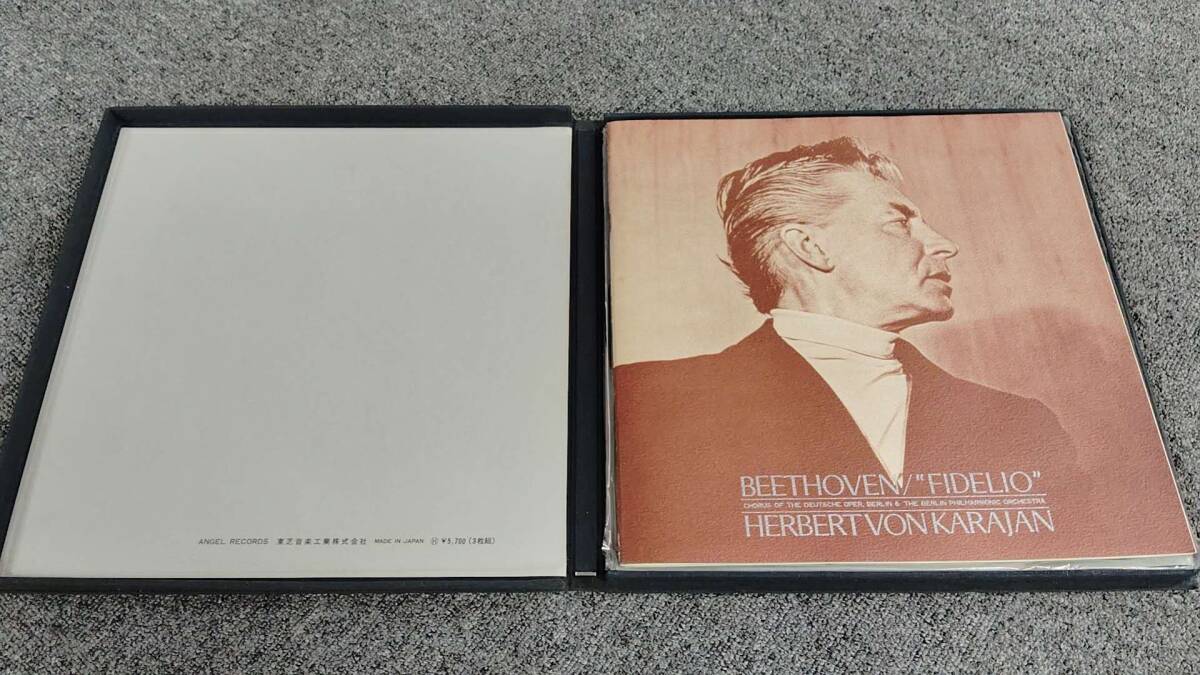 ANGEL RECORDS 東芝音楽工業株式会社 MADE IN JAPAN Ⓗ ¥5,700 (3枚組)
BEETHOVEN/"FIDELIO"
CHORUS OF THE DEUTSCHE OPER, BERLIN & THE BERLIN PHILHARMONIC ORCHESTRA
HERBERT VON KARAJAN